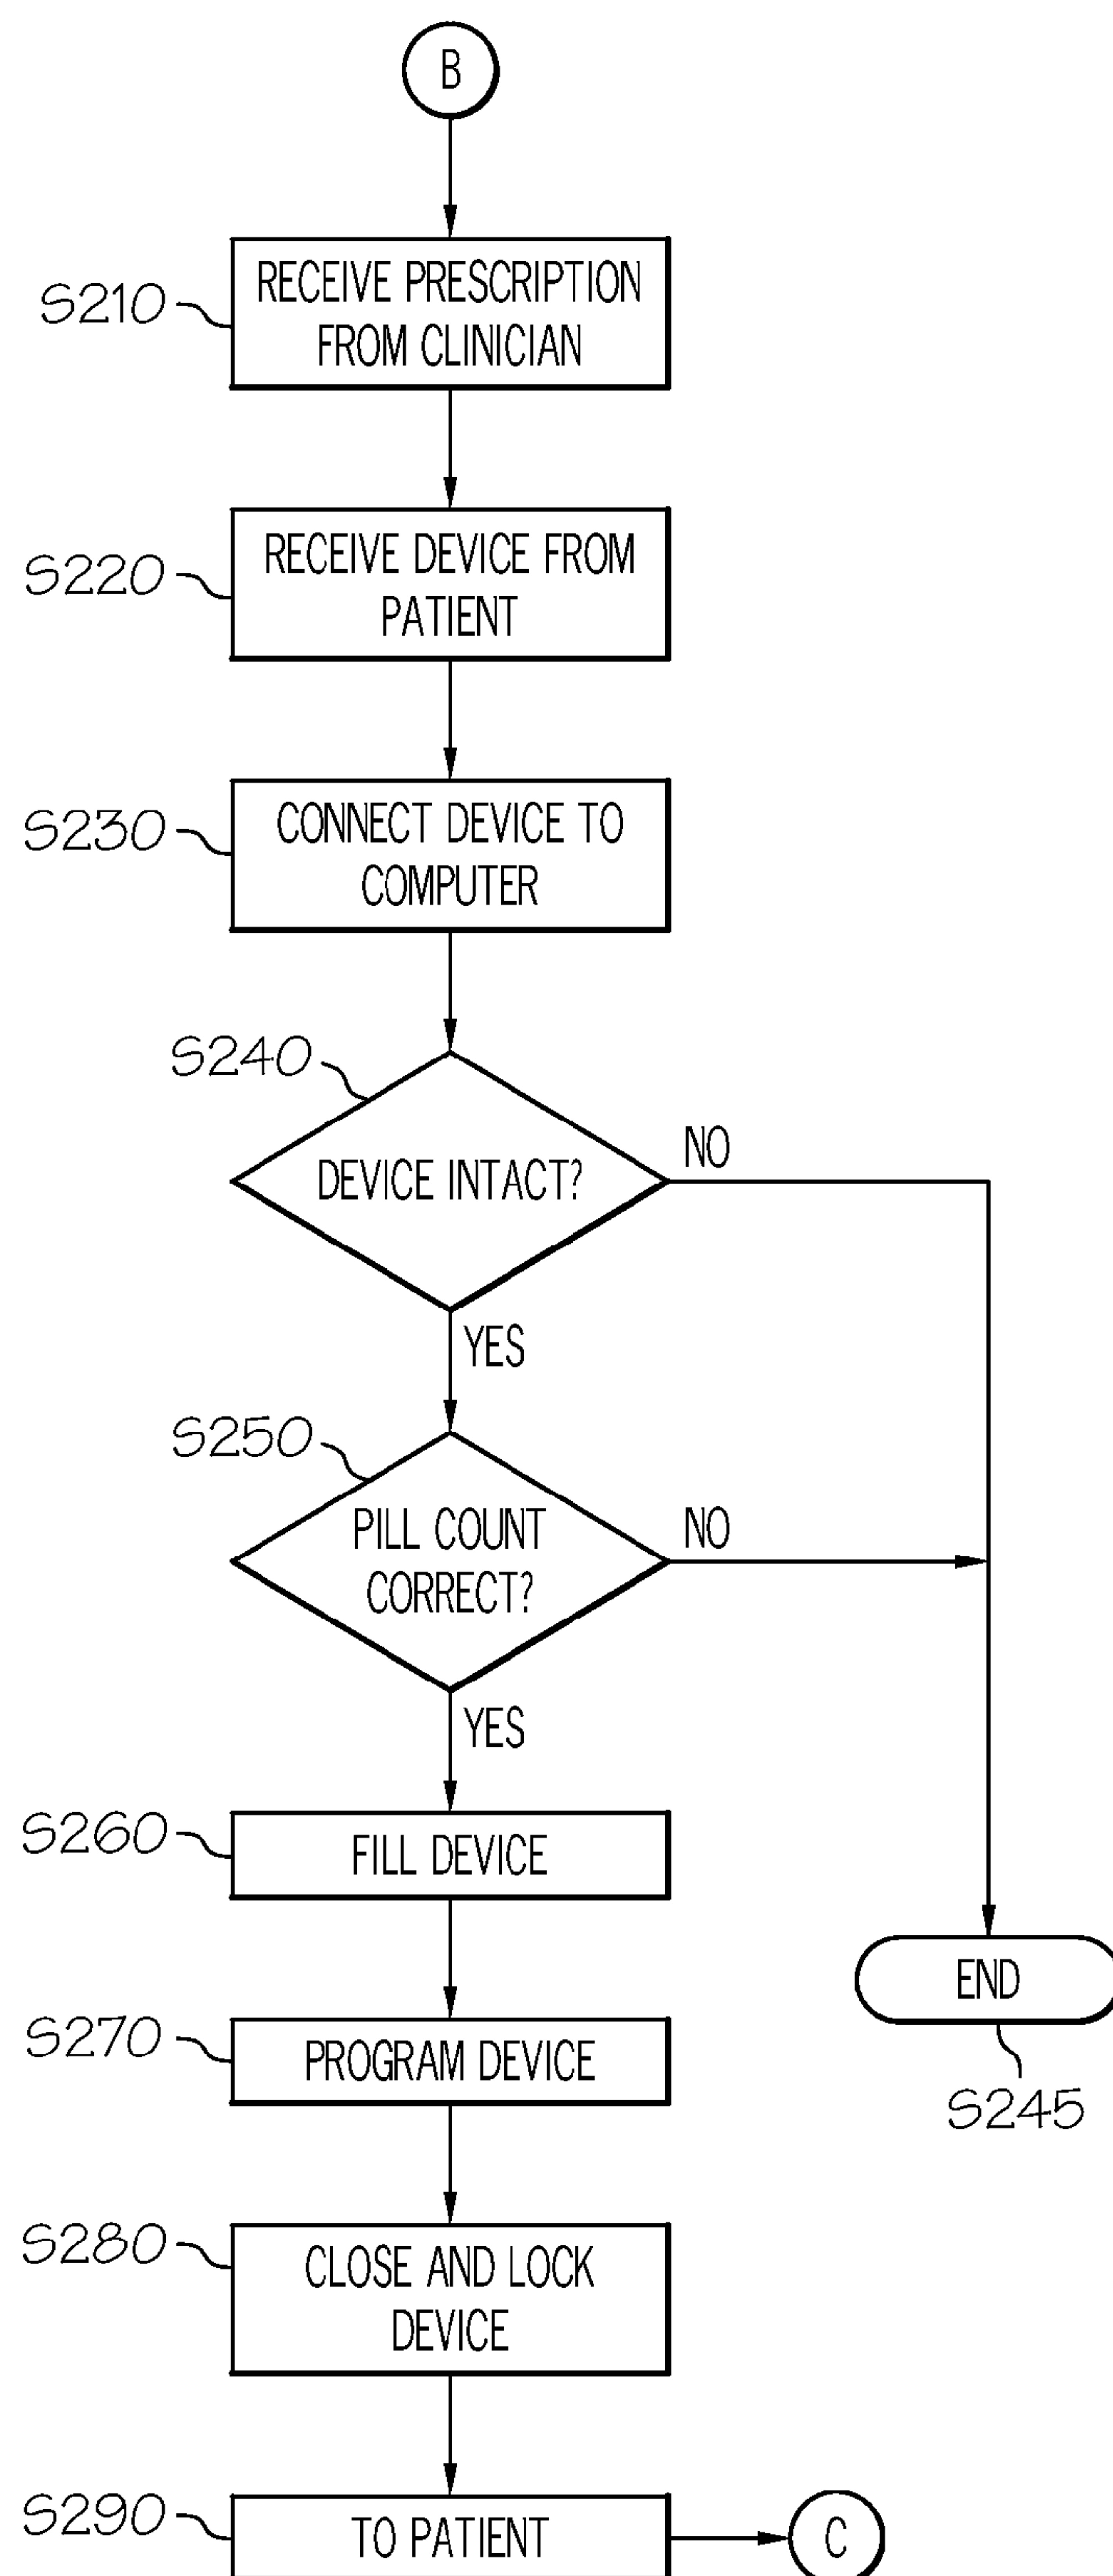 B
S210
RECEIVE PRESCRIPTION
FROM CLINICIAN
S220
RECEIVE DEVICE FROM
PATIENT
S230
CONNECT DEVICE TO
COMPUTER
S240
DEVICE INTACT?
NO
YES
S250
PILL COUNT
CORRECT?
NO
YES
S260
FILL DEVICE
END
S245
S270
PROGRAM DEVICE
S280
CLOSE AND LOCK
DEVICE
S290
TO PATIENT
C